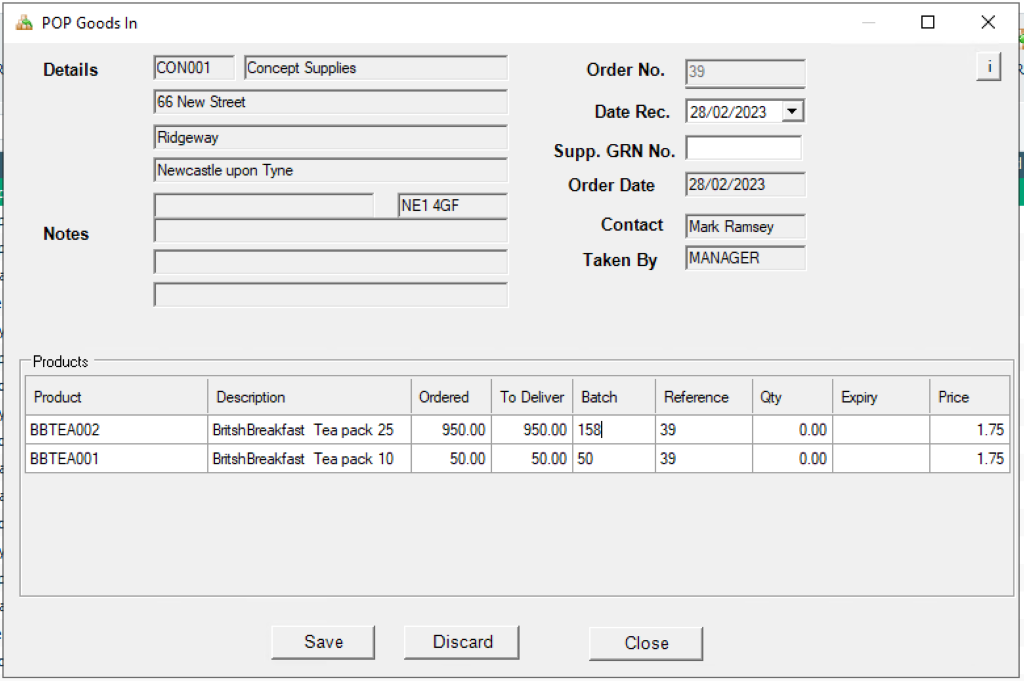 POP Goods In
Details CON001 Concept Supplies Order No. 39 i
66 New Street Date Rec. 28/02/2023
Ridgeway Supp. GRN No.
Newcastle upon Tyne Order Date 28/02/2023
NE1 4GF
Notes Contact Mark Ramsey
Taken By MANAGER
Products
Product Description Ordered To Deliver Batch Reference Qty Expiry Price
BBTEA002 BritshBreakfast Tea pack 25 950.00 950.00 158 39 0.00 1.75
BBTEA001 BritshBreakfast Tea pack 10 50.00 50.00 50 39 0.00 1.75
Save Discard Close